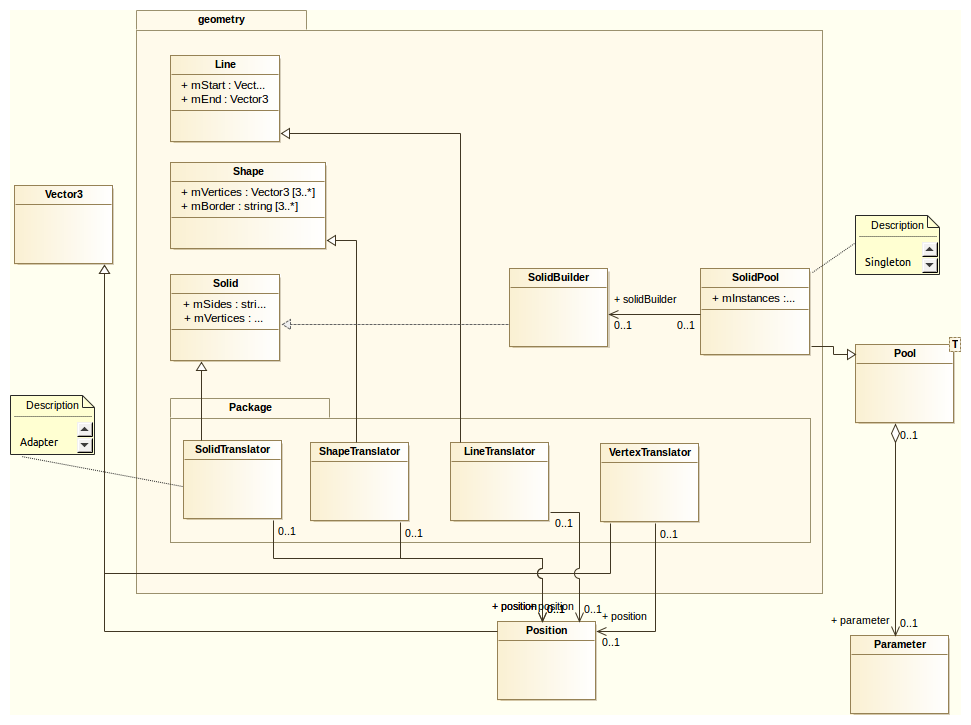 geometry
Line
+ mStart : Vect...
+ mEnd : Vector3
Shape
+ mVertices : Vector3 [3..*]
+ mBorder : string [3..*]
Vector3
Description
Singleton
Solid
+ mSides : stri...
+ mVertices : ...
SolidBuilder
+ solidBuilder
0..1
0..1
SolidPool
+ mInstances :...
Pool
T
0..1
Description
Adapter
Package
SolidTranslator
ShapeTranslator
LineTranslator
VertexTranslator
0..1
0..1
0..1
0..1
+ position
+ position
0..1
0..1
+ position
0..1
Position
+ parameter
0..1
Parameter